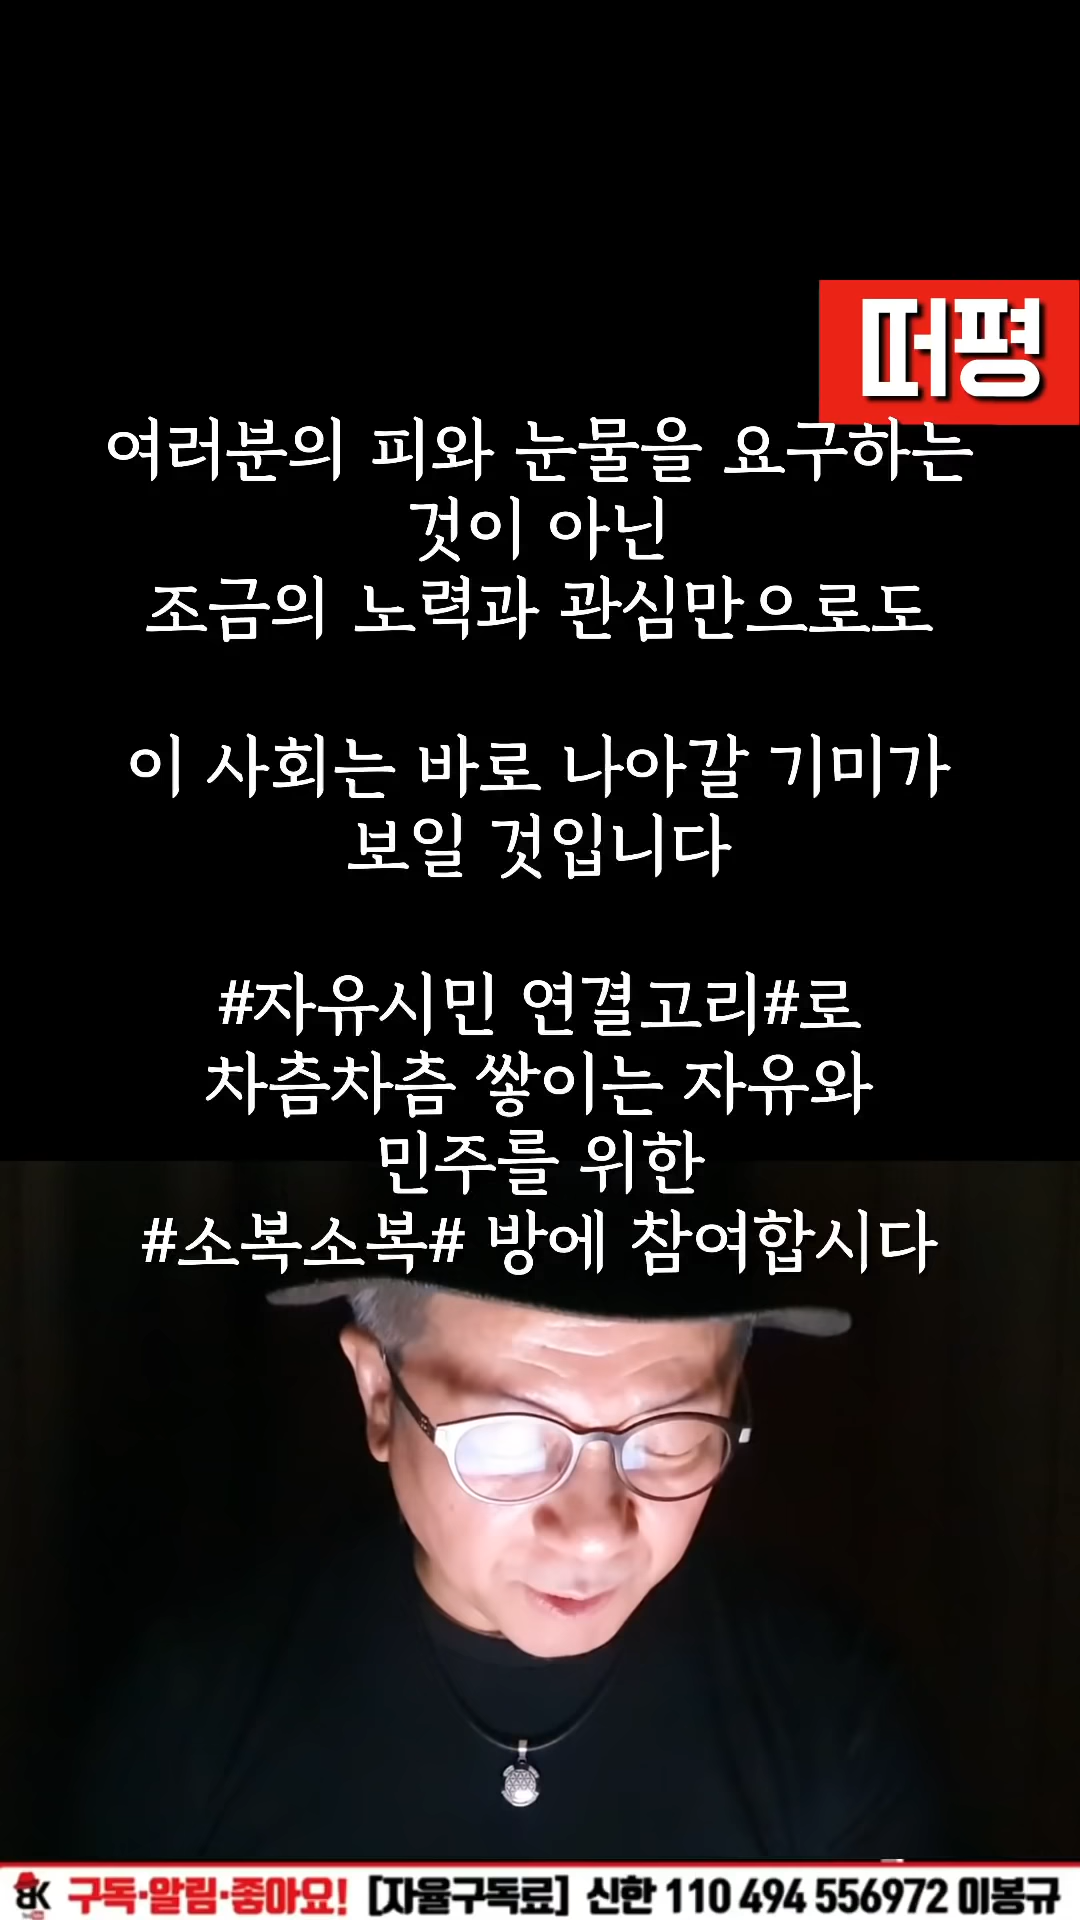 떠평
여러분의 피와 눈물을 요구하는
것이 아닌
조금의 노력과 관심만으로도
이 사회는 바로 나아갈 기미가
보일 것입니다
#자유시민 연결고리#로
차츰차츰 쌓이는 자유와
민주를 위한
#소복소복# 방에 참여합시다
BK 구독·알림·좋아요! [자율구독료] 신한 110 494 556972 이봉규